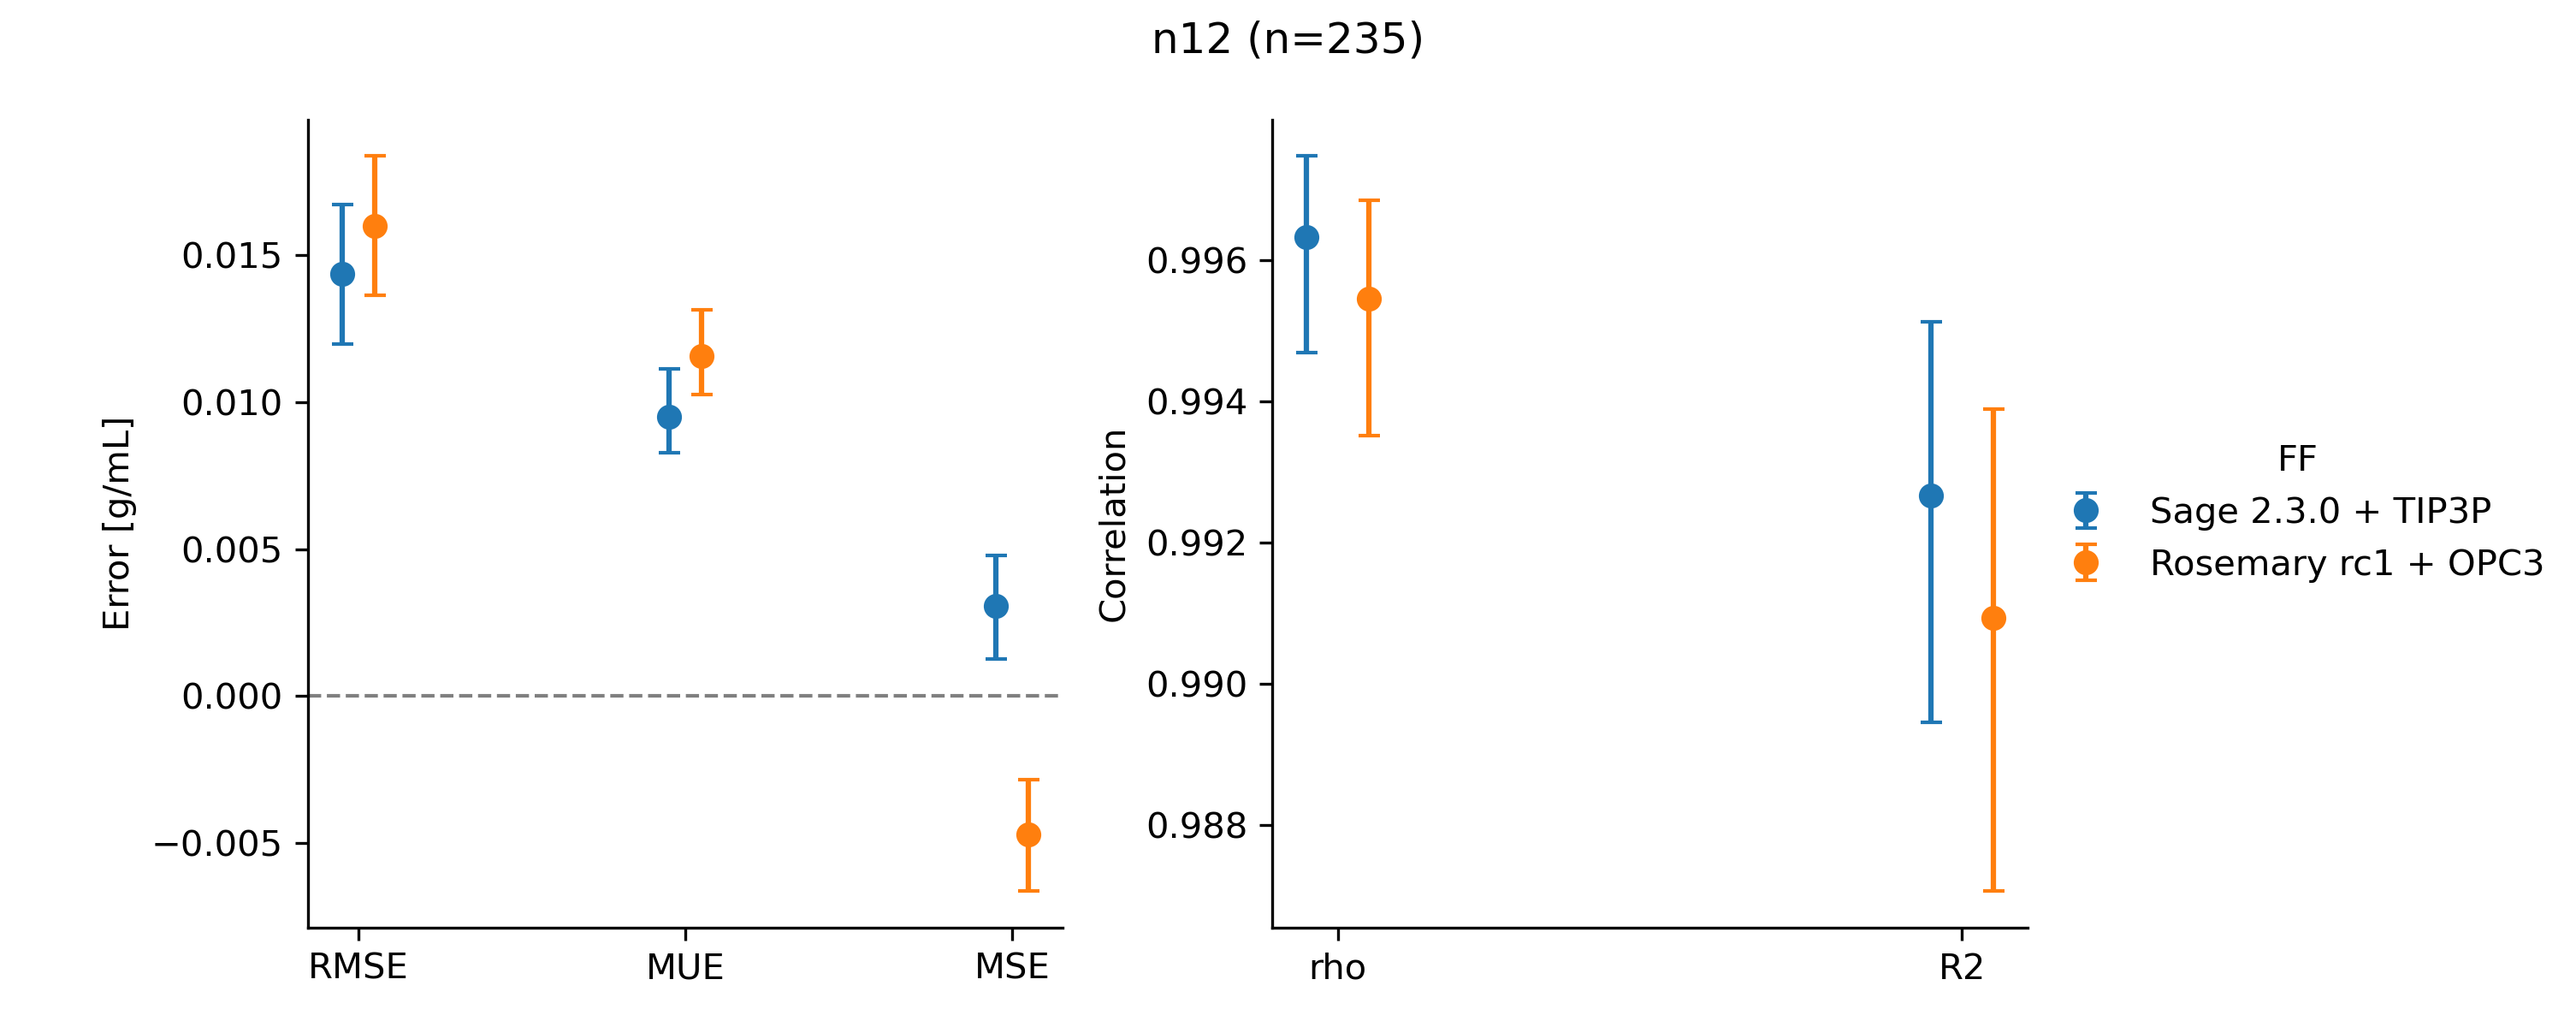 n12 (n=235)
Error [g/mL]
0.015
0.010
0.005
0.000
−0.005
RMSE
MUE
MSE
Correlation
0.996
0.994
0.992
0.990
0.988
rho
R2
FF
Sage 2.3.0 + TIP3P
Rosemary rc1 + OPC3